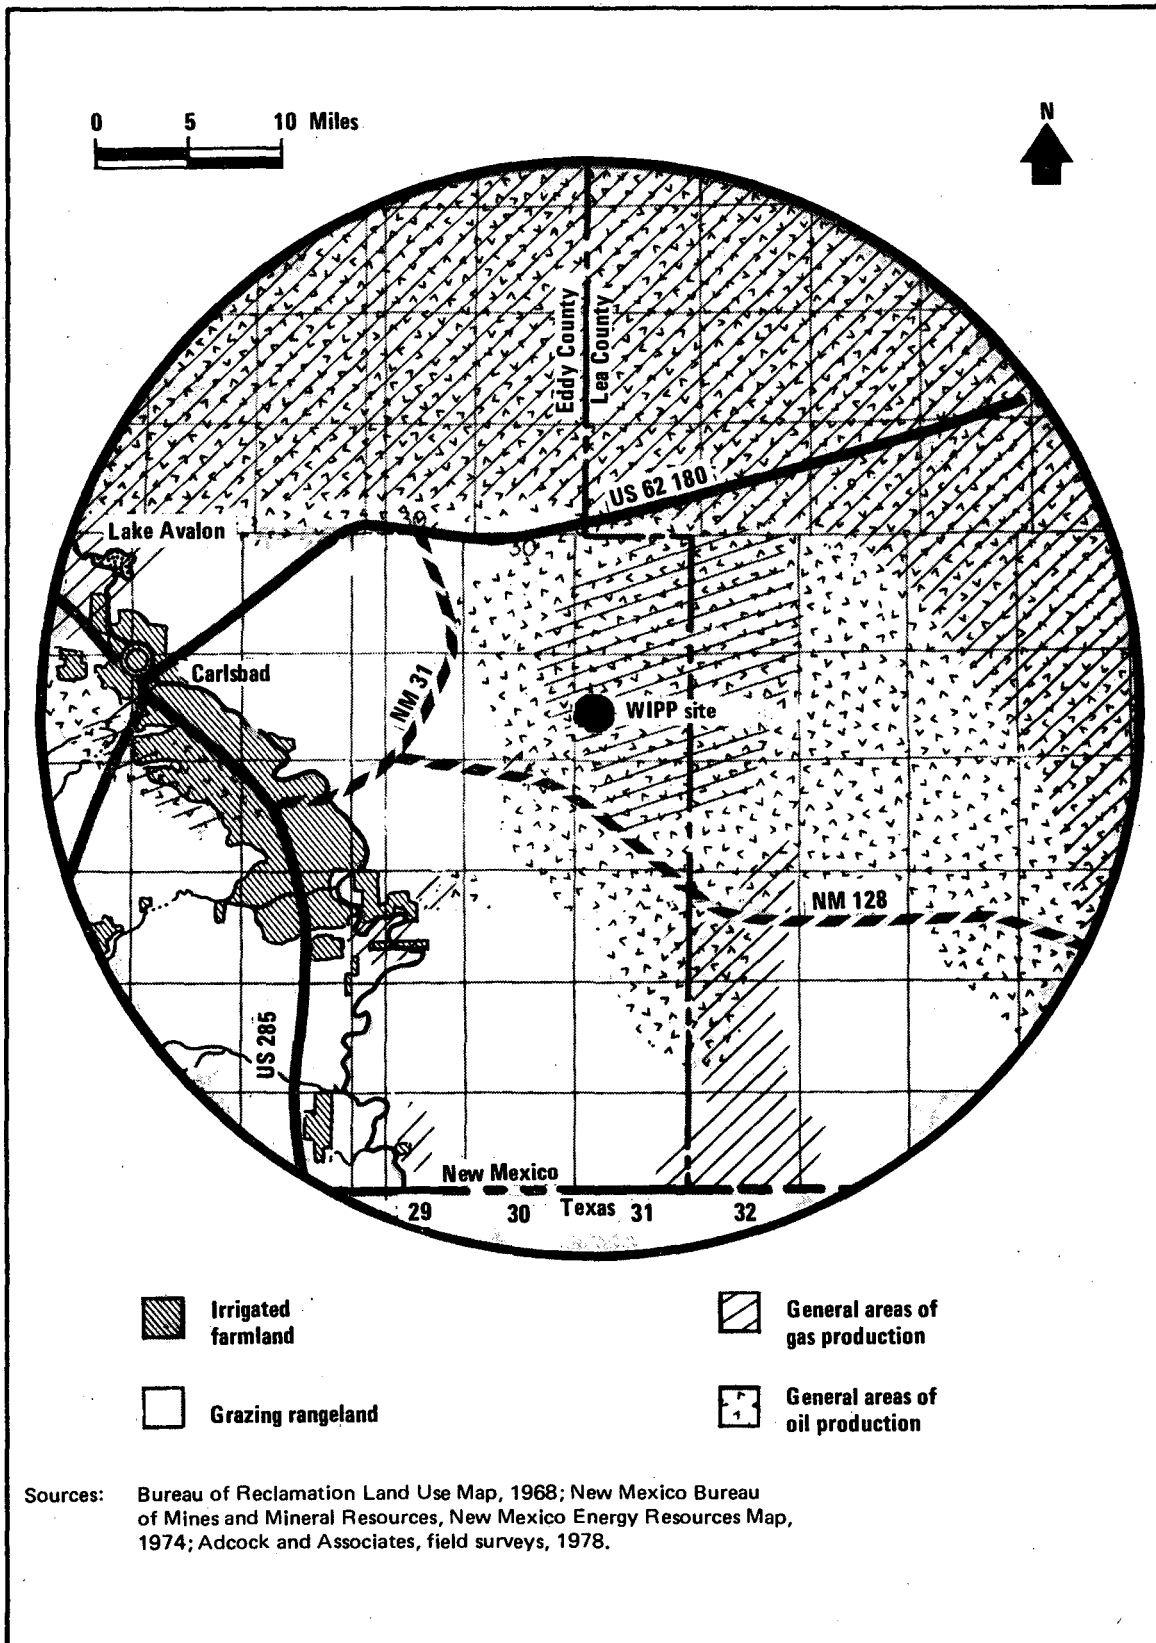 0 5 10 Miles
N
Eddy County
Lea County
US 62 180
Lake Avalon
30
Carlsbad
NM 31
WIPP site
NM 128
US 285
New Mexico
Texas
29 30 31 32
Irrigated
farmland
General areas of
gas production
Grazing rangeland
General areas of
oil production
Sources: Bureau of Reclamation Land Use Map, 1968; New Mexico Bureau
of Mines and Mineral Resources, New Mexico Energy Resources Map,
1974; Adcock and Associates, field surveys, 1978.